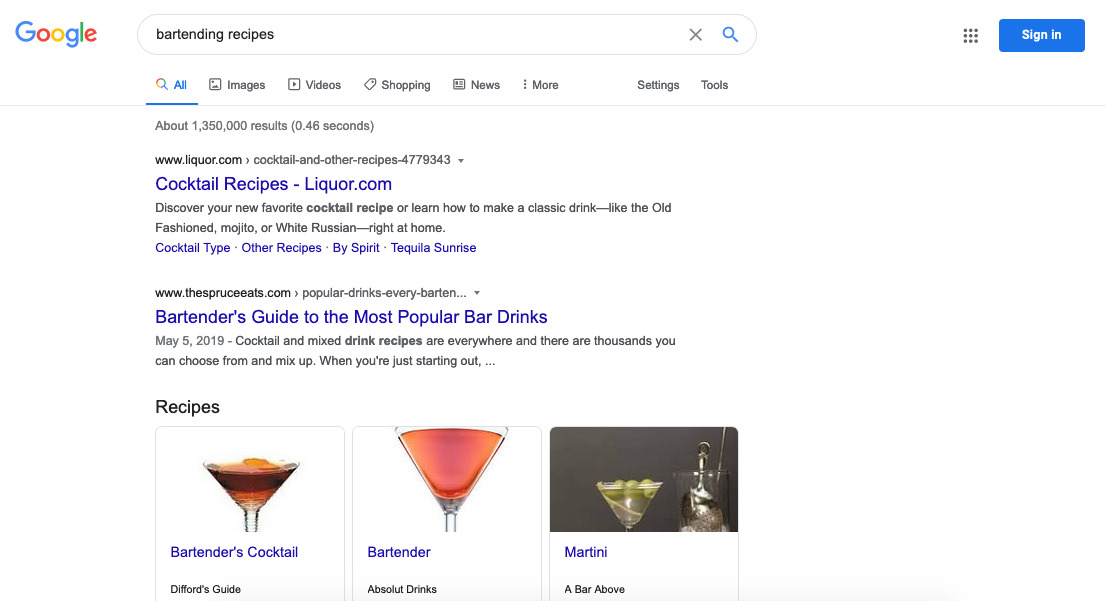 Google
bartending recipes
Sign in
All Images Videos Shopping News More Settings Tools
About 1,350,000 results (0.46 seconds)
www.liquor.com › cocktail-and-other-recipes-4779343
Cocktail Recipes - Liquor.com
Discover your new favorite cocktail recipe or learn how to make a classic drink—like the Old
Fashioned, mojito, or White Russian—right at home.
Cocktail Type · Other Recipes · By Spirit · Tequila Sunrise
www.thespruceeats.com › popular-drinks-every-barten...
Bartender's Guide to the Most Popular Bar Drinks
May 5, 2019 - Cocktail and mixed drink recipes are everywhere and there are thousands you
can choose from and mix up. When you're just starting out, ...
Recipes
Bartender's Cocktail
Difford's Guide
Bartender
Absolut Drinks
Martini
A Bar Above